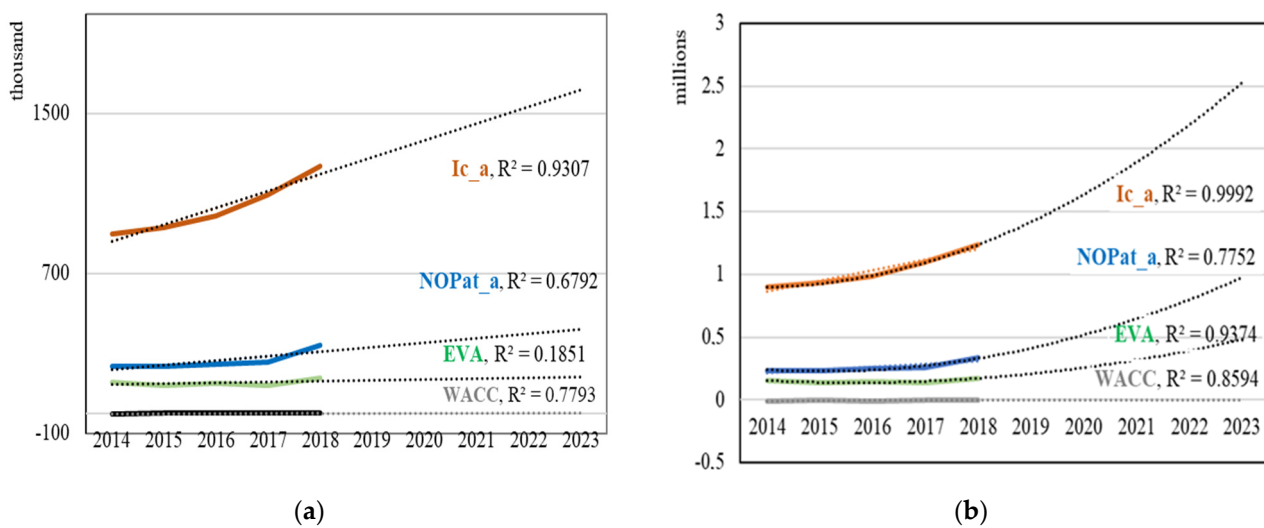 thousand
1500
700
-100
Ic_a, R² = 0.9307
NOPat_a, R² = 0.6792
EVA, R² = 0.1851
WACC, R² = 0.7793
2014 2015 2016 2017 2018 2019 2020 2021 2022 2023
(a)
millions
3
2.5
2
1.5
1
0.5
0
-0.5
Ic_a, R² = 0.9992
NOPat_a, R² = 0.7752
EVA, R² = 0.9374
WACC, R² = 0.8594
2014 2015 2016 2017 2018 2019 2020 2021 2022 2023
(b)